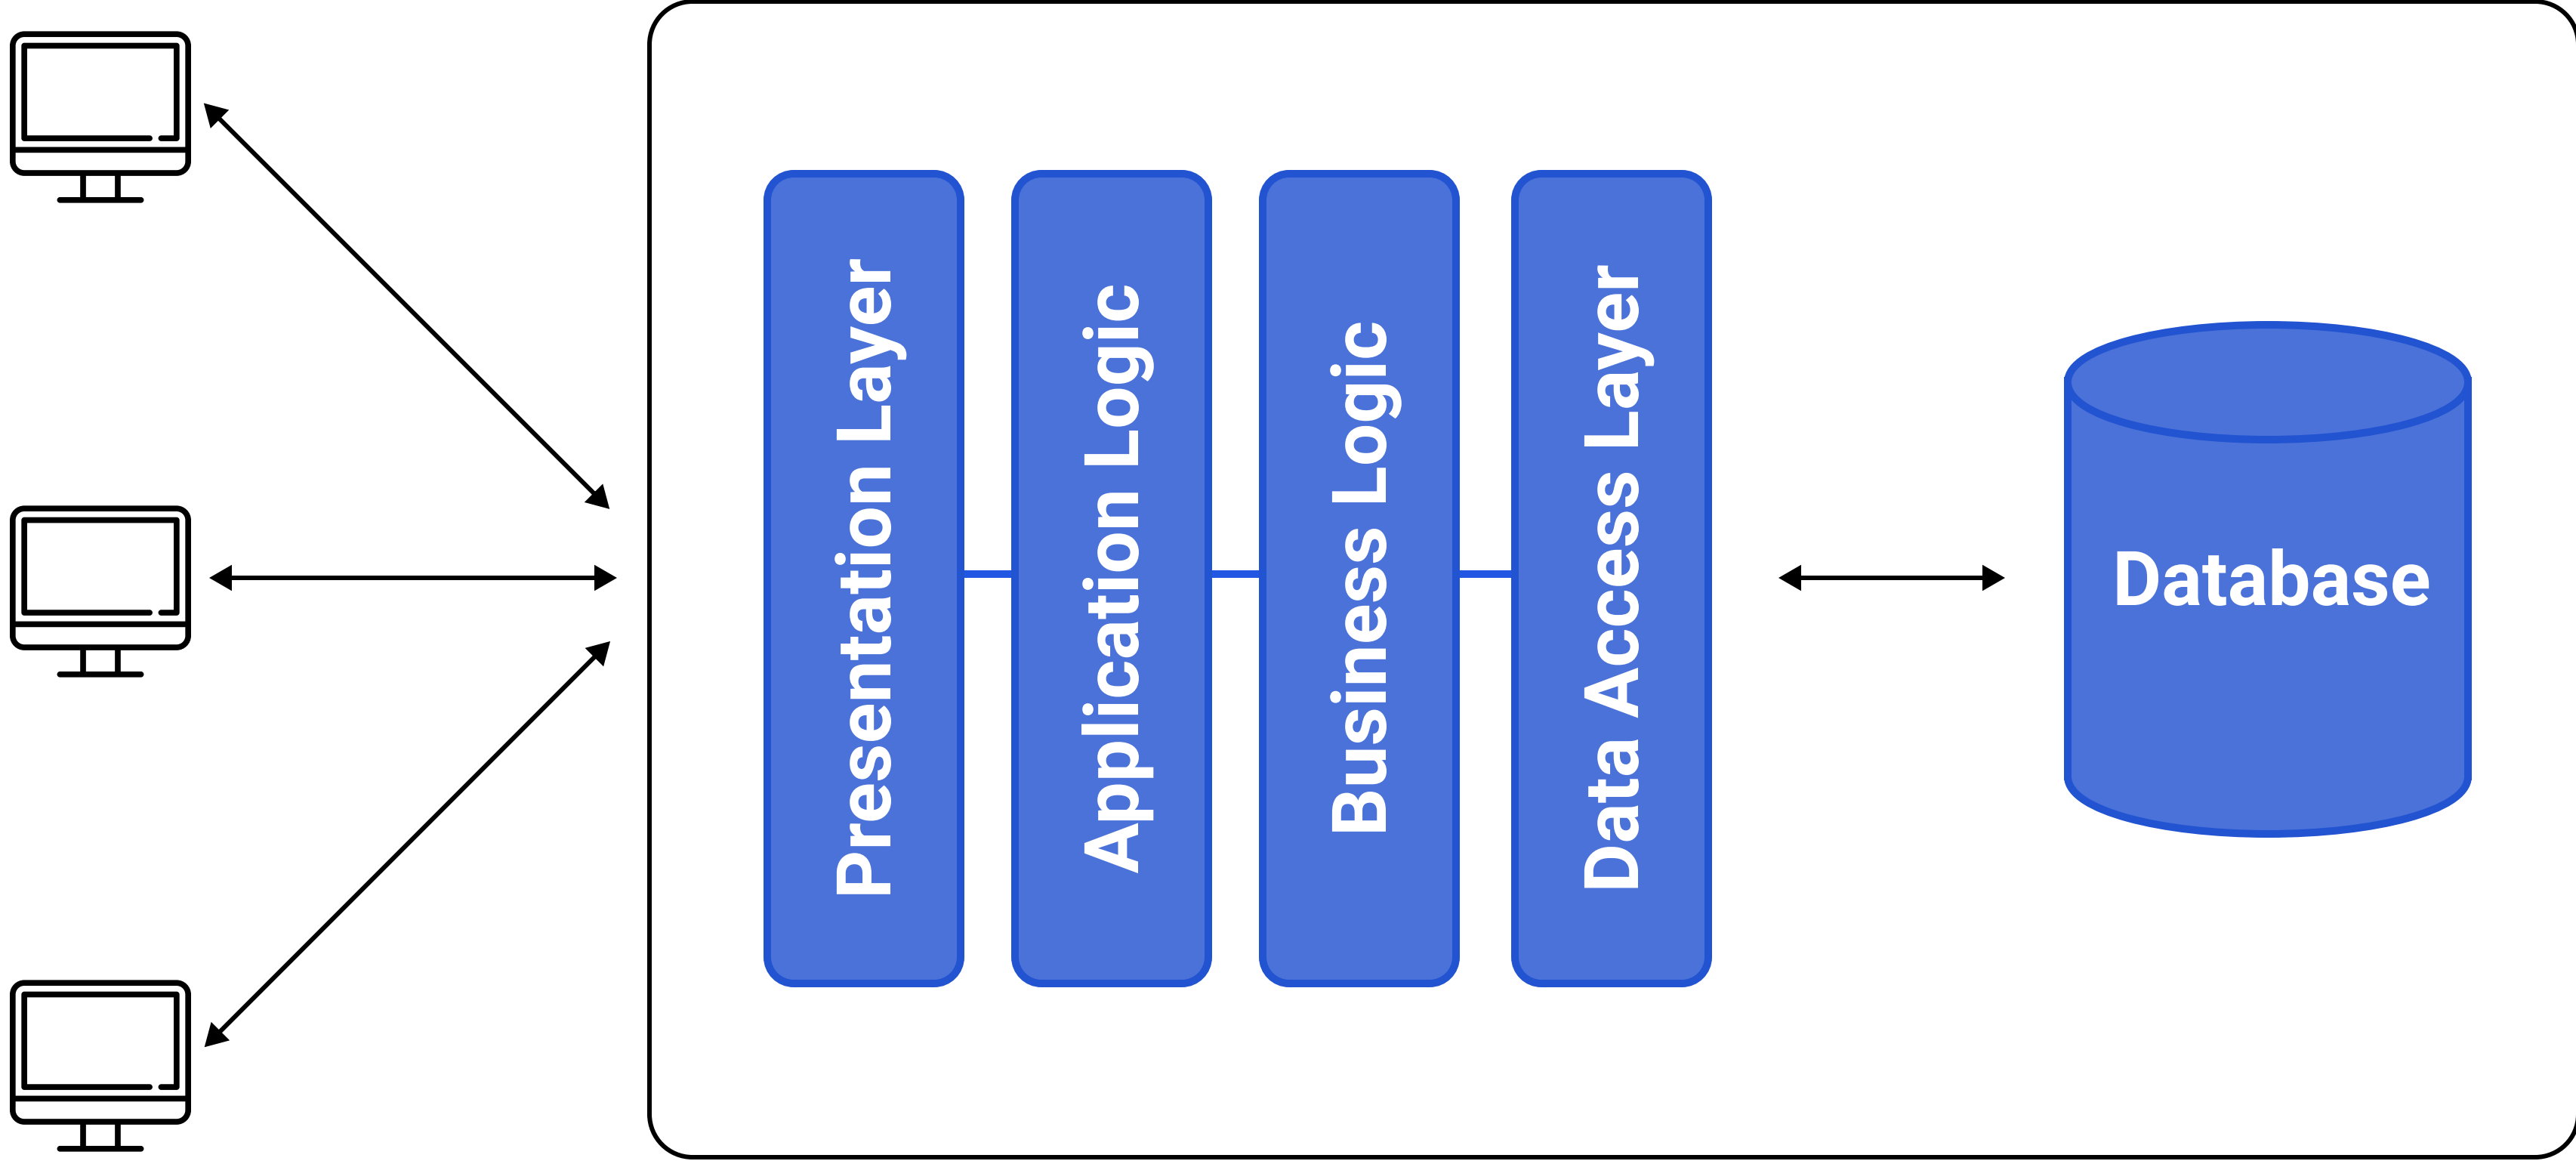 Presentation Layer
Application Logic
Business Logic
Data Access Layer
Database